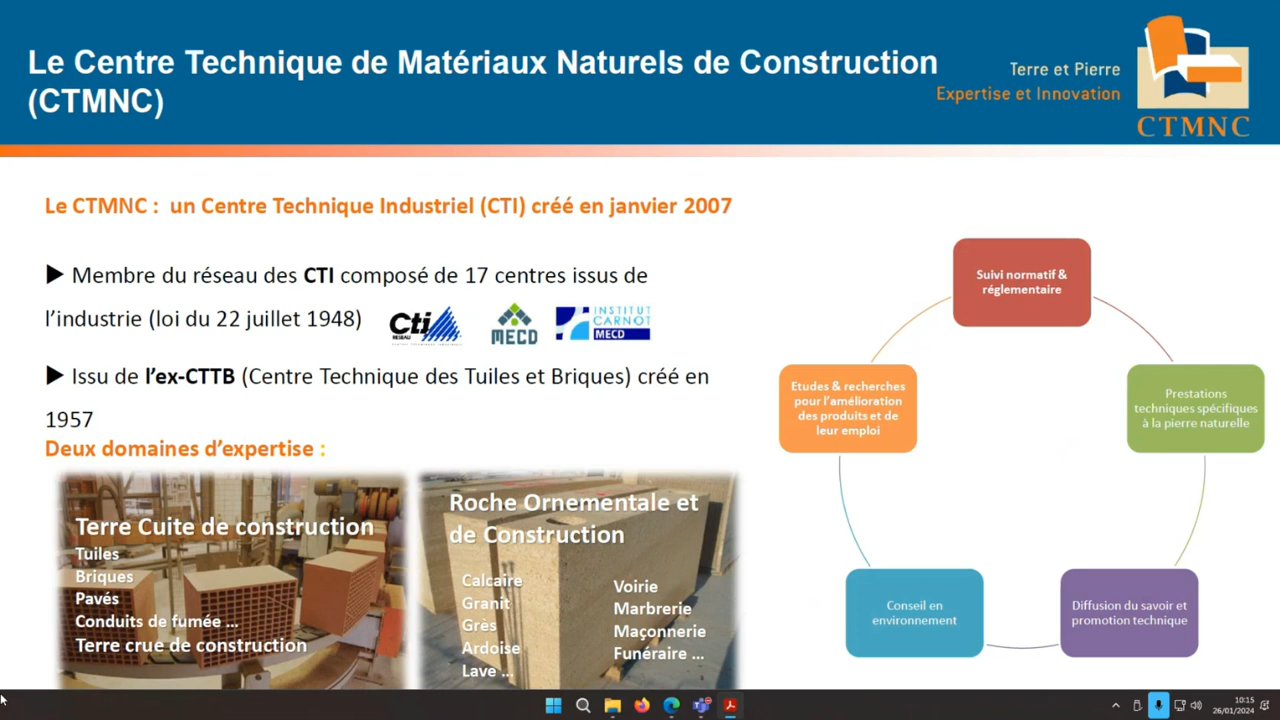 Le Centre Technique de Matériaux Naturels de Construction
(CTMNC)
Terre et Pierre
Expertise et Innovation
CTMNC
Le CTMNC : un Centre Technique Industriel (CTI) créé en janvier 2007
▶ Membre du réseau des CTI composé de 17 centres issus de
l'industrie (loi du 22 juillet 1948)
Cti
RESEAU
MECD
INSTITUT
CARNOT
MECD
▶ Issu de l'ex-CTTB (Centre Technique des Tuiles et Briques) créé en
1957
Deux domaines d'expertise :
Terre Cuite de construction
Tuiles
Briques
Pavés
Conduits de fumée ...
Terre crue de construction
Roche Ornementale et
de Construction
Calcaire
Granit
Grès
Ardoise
Lave ...
Voirie
Marbrerie
Maçonnerie
Funéraire ...
Suivi normatif &
réglementaire
Prestations
techniques spécifiques
à la pierre naturelle
Diffusion du savoir et
promotion technique
Conseil en
environnement
Etudes & recherches
pour l'amélioration
des produits et de
leur emploi
10:15
26/01/2024